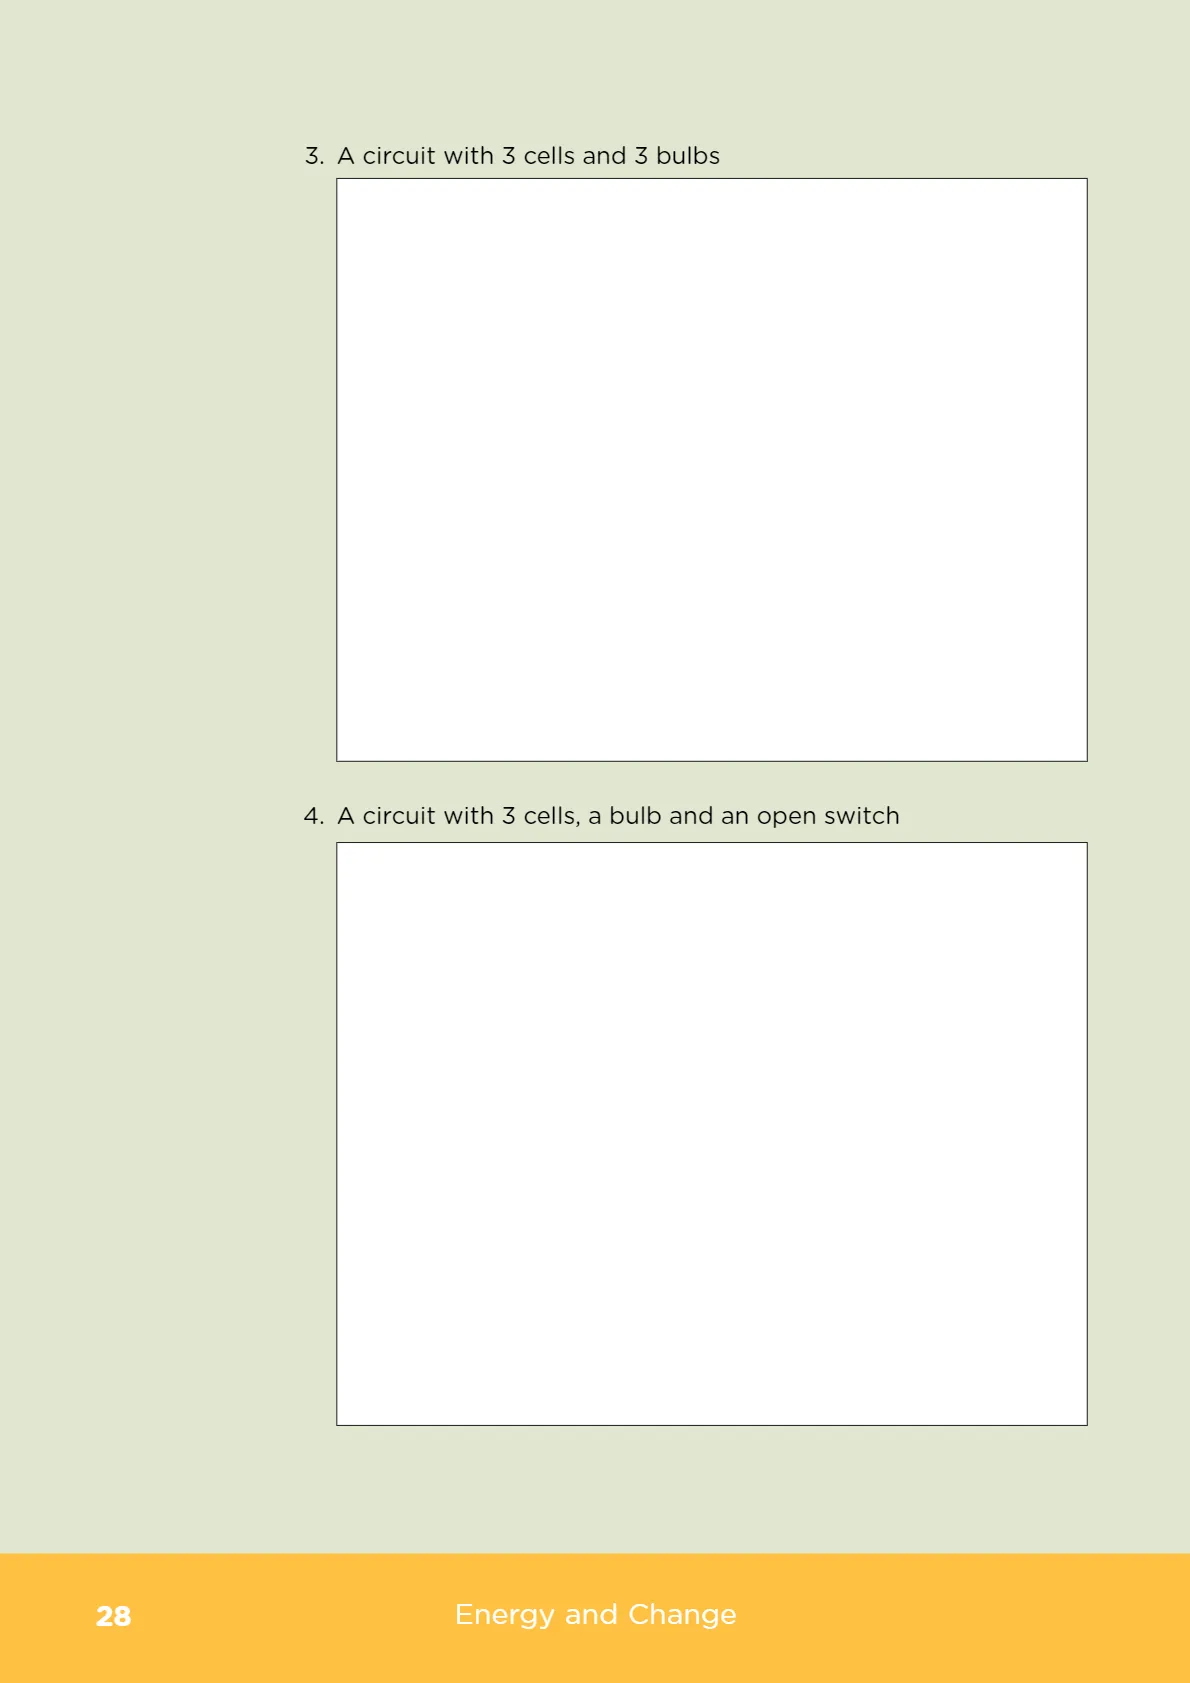 3. A circuit with 3 cells and 3 bulbs
4. A circuit with 3 cells, a bulb and an open switch
28
Energy and Change